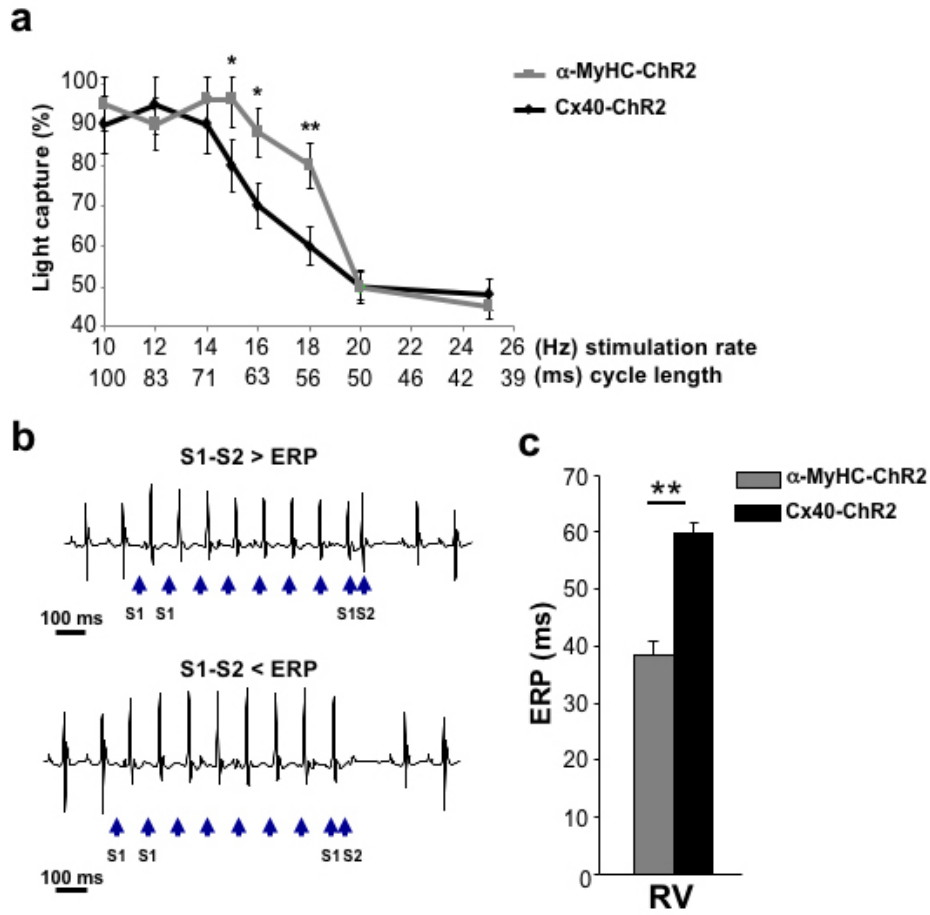 a
α-MyHC-ChR2
Cx40-ChR2
Light capture (%)
100
90
80
70
60
50
40
* * **
10 12 14 16 18 20 22 24 26 (Hz) stimulation rate
100 83 71 63 56 50 46 42 39 (ms) cycle length
b
S1-S2 > ERP
S1 S1 S1 S2
100 ms
S1-S2 < ERP
S1 S1 S1 S2
100 ms
c
α-MyHC-ChR2
Cx40-ChR2
**
ERP (ms)
70
60
50
40
30
20
10
0
RV